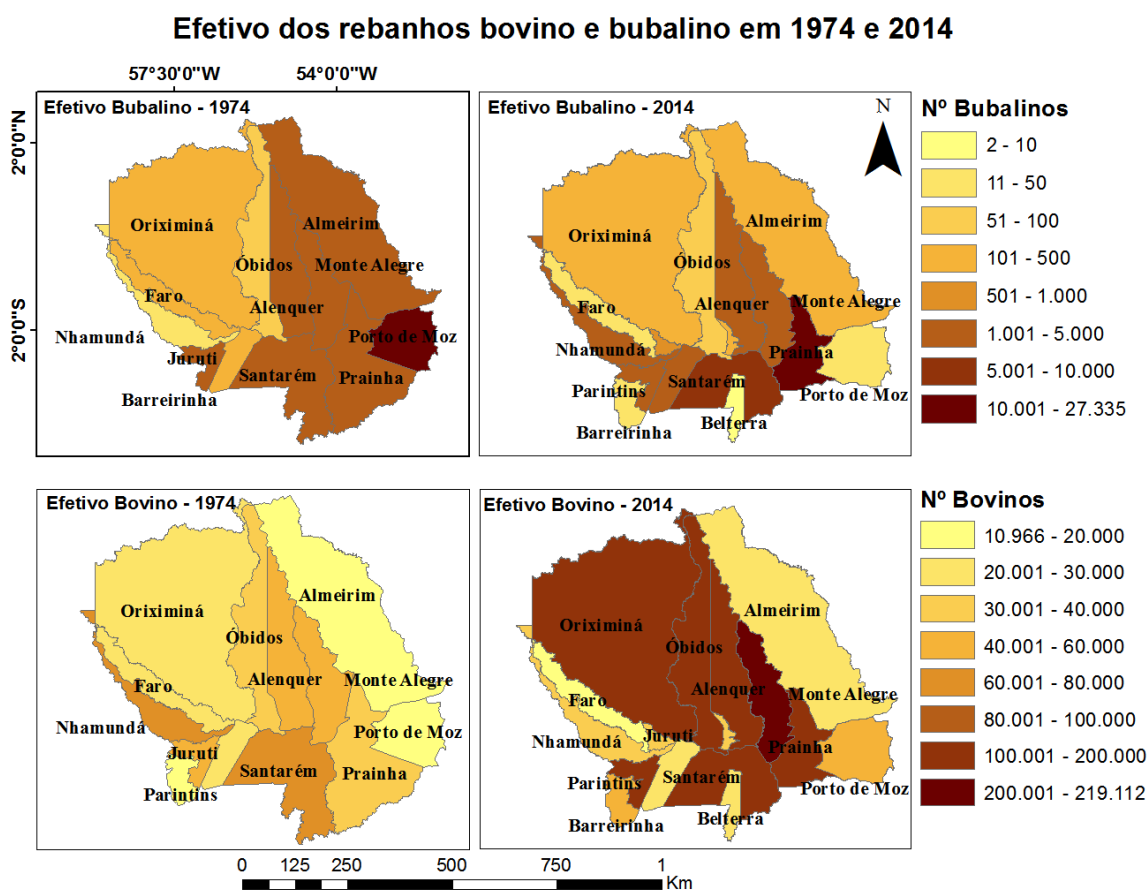 Efetivo dos rebanhos bovino e bubalino em 1974 e 2014
57°30'0"W 54°0'0"W
2°0'0"N
2°0'0"S
Efetivo Bubalino - 1974
Oriximiná
Almeirim
Óbidos
Monte Alegre
Faro
Alenquer
Nhamundá
Porto de Moz
Juruti
Santarém
Prainha
Barreirinha
Efetivo Bubalino - 2014
N
Almeirim
Oriximiná
Óbidos
Alenquer
Monte Alegre
Faro
Nhamundá
Prainha
Santarém
Parintins
Porto de Moz
Belterra
Barreirinha
Nº Bubalinos
2 - 10
11 - 50
51 - 100
101 - 500
501 - 1.000
1.001 - 5.000
5.001 - 10.000
10.001 - 27.335
Efetivo Bovino - 1974
Almeirim
Oriximiná
Óbidos
Alenquer
Monte Alegre
Faro
Nhamundá
Porto de Moz
Juruti
Santarém
Prainha
Parintins
Efetivo Bovino - 2014
Almeirim
Oriximiná
Óbidos
Alenquer
Monte Alegre
Faro
Nhamundá
Juruti
Prainha
Santarém
Parintins
Porto de Moz
Barreirinha
Belterra
Nº Bovinos
10.966 - 20.000
20.001 - 30.000
30.001 - 40.000
40.001 - 60.000
60.001 - 80.000
80.001 - 100.000
100.001 - 200.000
200.001 - 219.112
0 125 250 500 750 1
Km